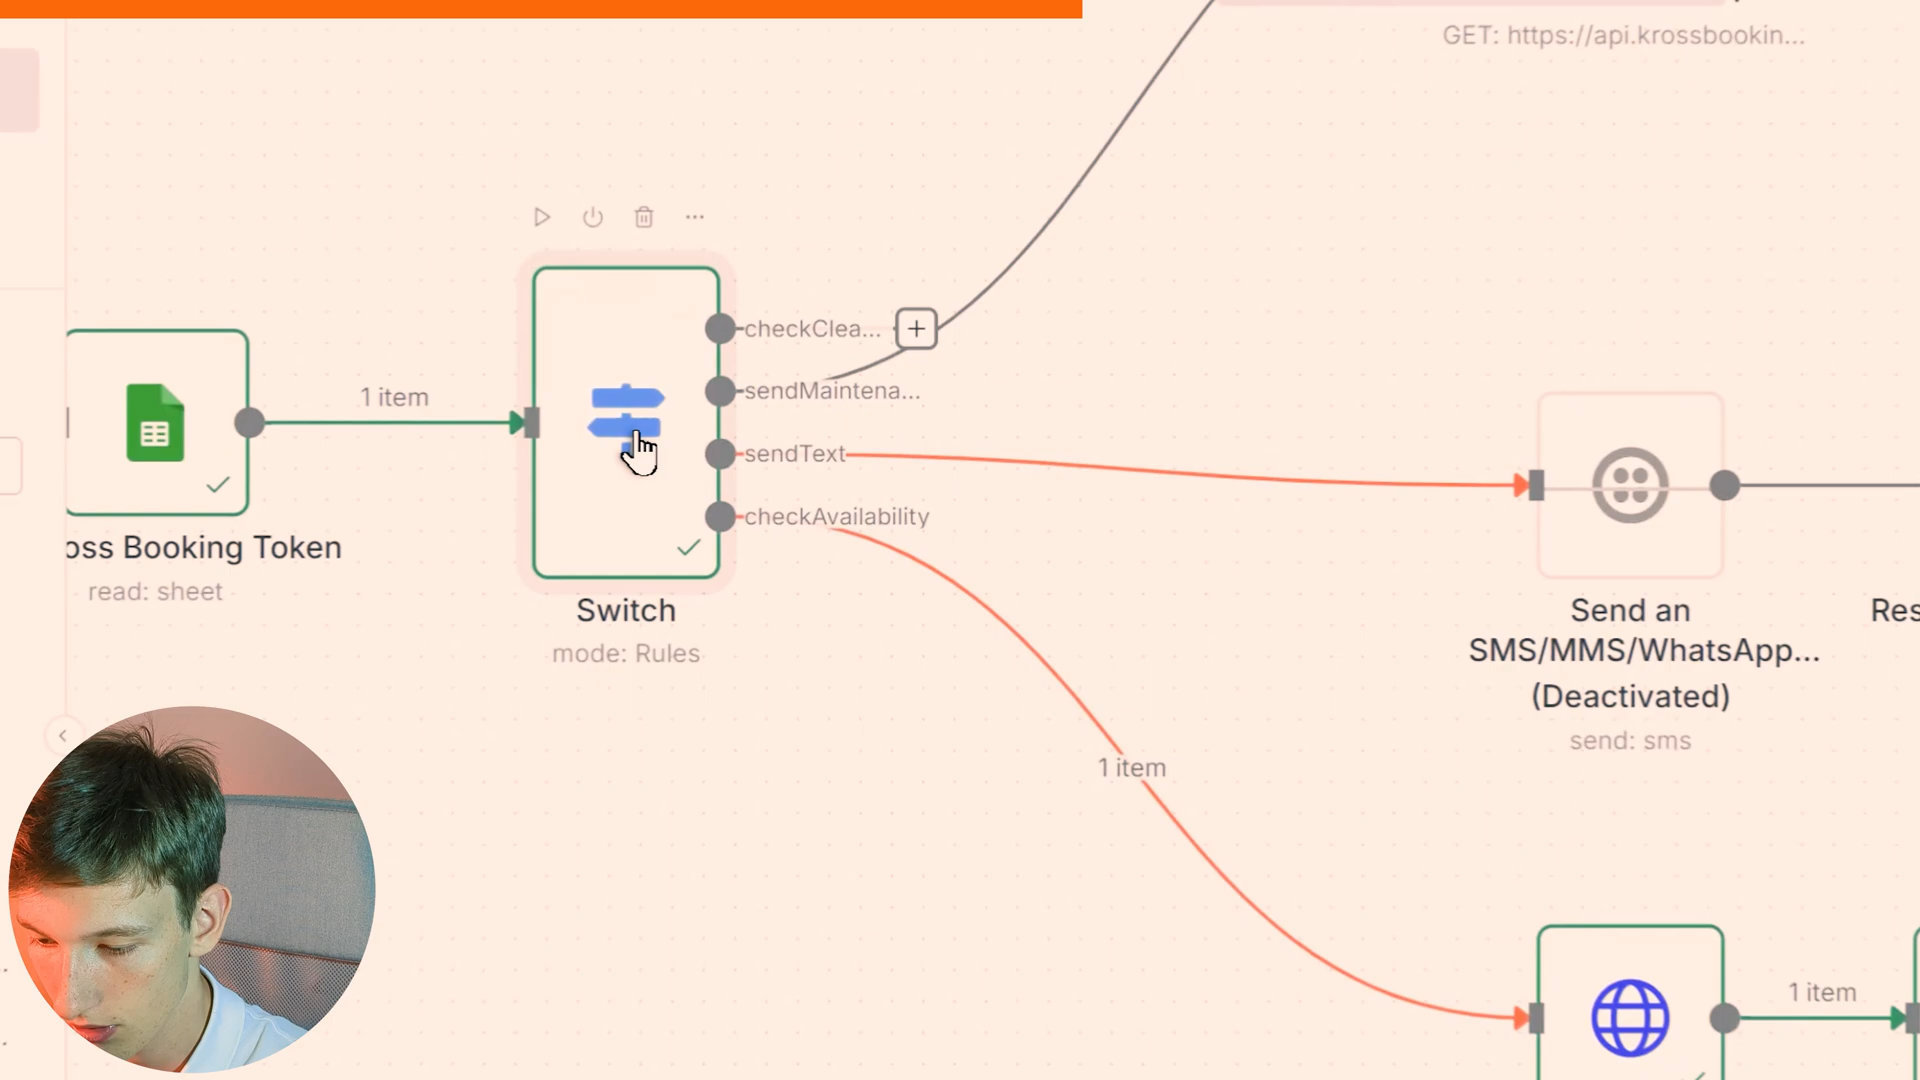 GET: https://api.krossbookin...
checkClea...
1 item
sendMaintena...
sendText
checkAvailability
oss Booking Token
read: sheet
Switch
mode: Rules
Send an
SMS/MMS/WhatsApp...
(Deactivated)
send: sms
Res
1 item
1 item